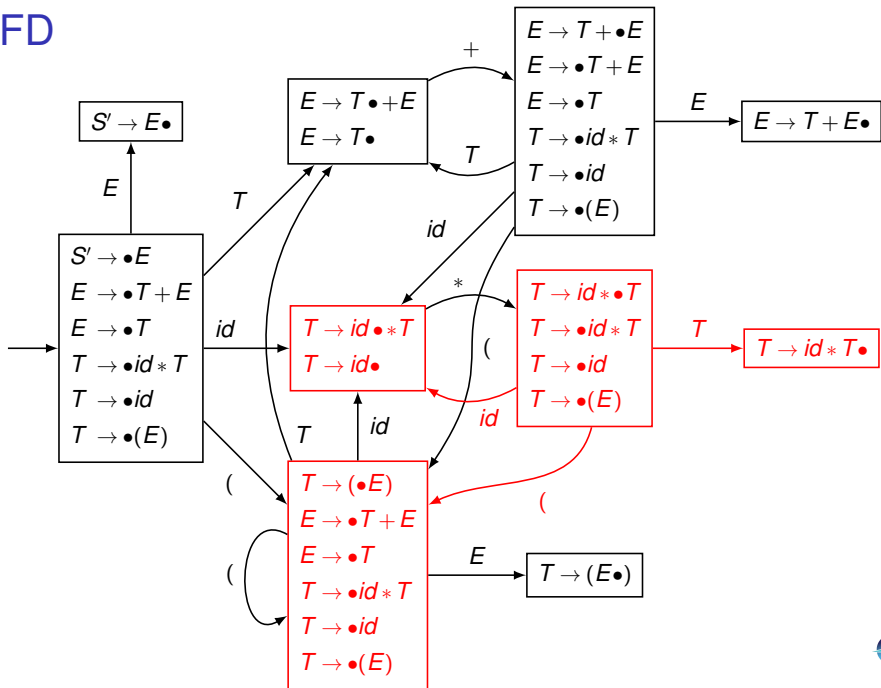 FD
S′ → E•
E
S′ → •E
E → •T + E
E → •T
T → •id * T
T → •id
T → •(E)
T
id
(
E → T• + E
E → T•
+
T
E → T + •E
E → •T + E
E → •T
T → •id * T
T → •id
T → •(E)
E
E → T + E•
id
(
T → id • * T
T → id•
*
id
T → id * •T
T → •id * T
T → •id
T → •(E)
T
T → id * T•
(
T
id
(
T → (•E)
E → •T + E
E → •T
T → •id * T
T → •id
T → •(E)
E
T → (E•)